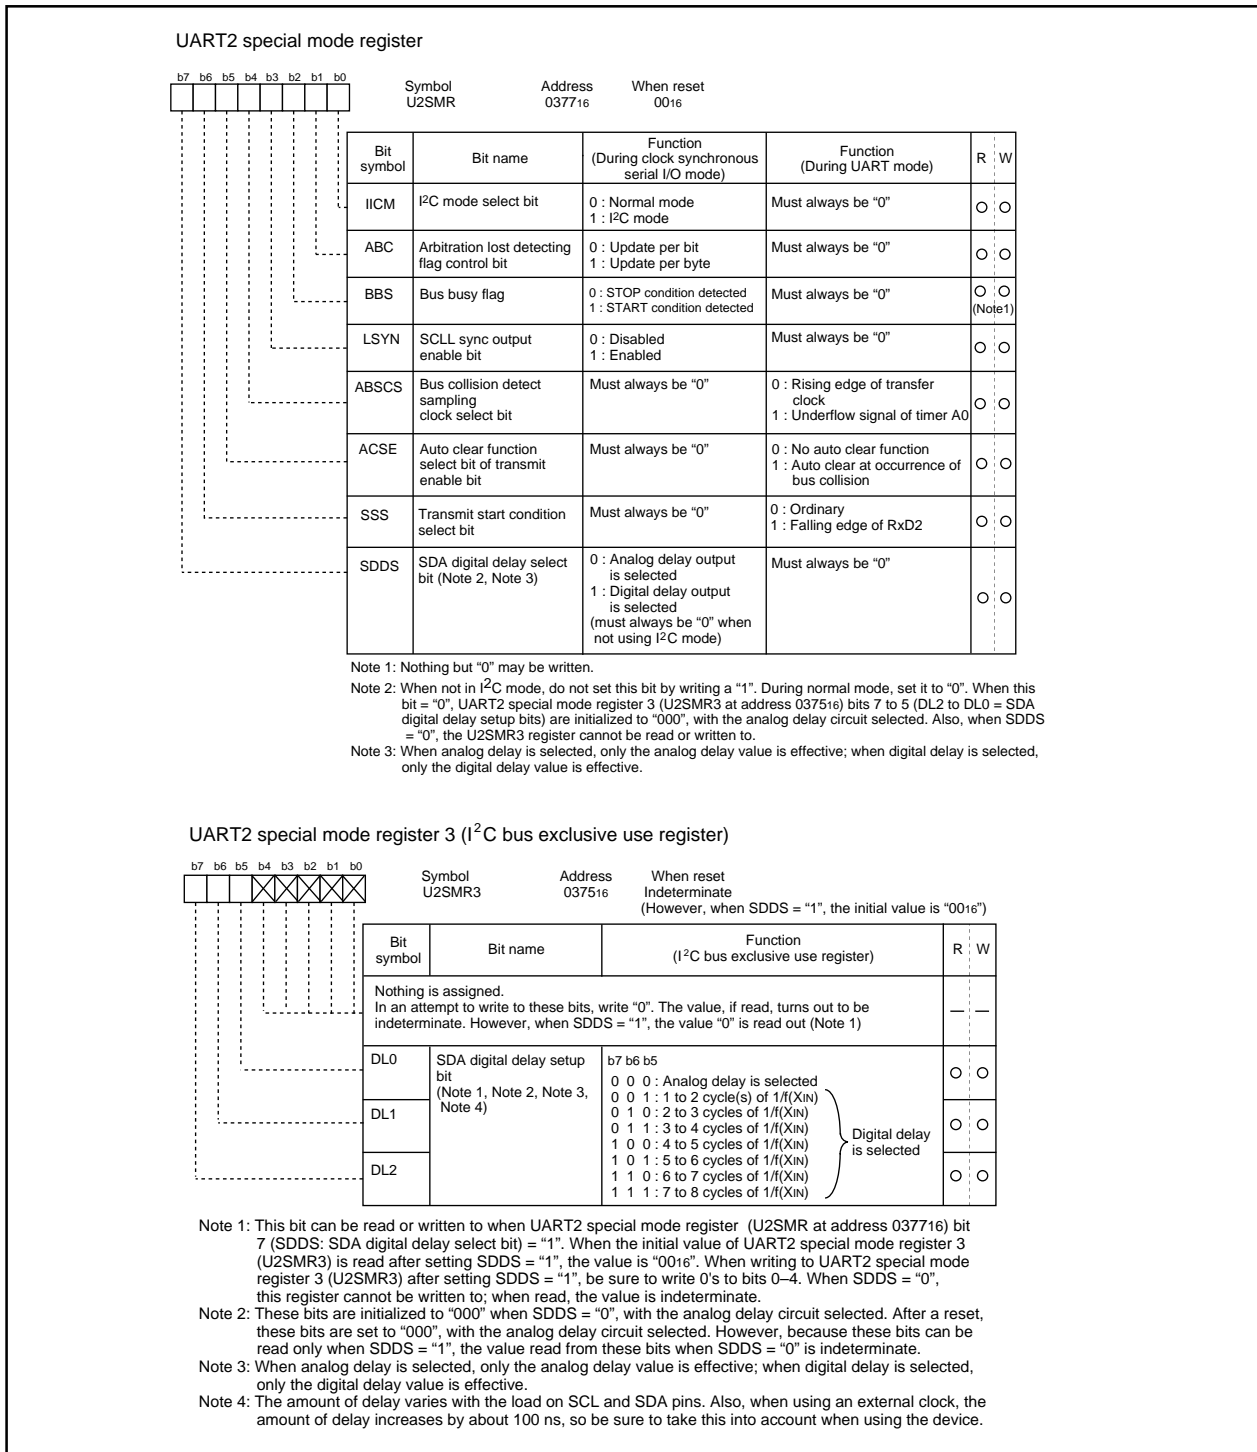 UART2 special mode register
b7 b6 b5 b4 b3 b2 b1 b0
Symbol Address When reset
U2SMR 037716 0016
Bit symbol Bit name Function (During clock synchronous serial I/O mode) Function (During UART mode) R W
IICM I2C mode select bit 0 : Normal mode 1 : I2C mode Must always be “0”
ABC Arbitration lost detecting flag control bit 0 : Update per bit 1 : Update per byte Must always be “0”
BBS Bus busy flag 0 : STOP condition detected 1 : START condition detected Must always be “0” (Note1)
LSYN SCLL sync output enable bit 0 : Disabled 1 : Enabled Must always be “0”
ABSCS Bus collision detect sampling clock select bit Must always be “0” 0 : Rising edge of transfer clock 1 : Underflow signal of timer A0
ACSE Auto clear function select bit of transmit enable bit Must always be “0” 0 : No auto clear function 1 : Auto clear at occurrence of bus collision
SSS Transmit start condition select bit Must always be “0” 0 : Ordinary 1 : Falling edge of RxD2
SDDS SDA digital delay select bit (Note 2, Note 3) 0 : Analog delay output is selected 1 : Digital delay output is selected (must always be “0” when not using I2C mode) Must always be “0”
Note 1: Nothing but “0” may be written.
Note 2: When not in I2C mode, do not set this bit by writing a “1”. During normal mode, set it to “0”. When this
bit = “0”, UART2 special mode register 3 (U2SMR3 at address 037516) bits 7 to 5 (DL2 to DL0 = SDA
digital delay setup bits) are initialized to “000”, with the analog delay circuit selected. Also, when SDDS
= “0”, the U2SMR3 register cannot be read or written to.
Note 3: When analog delay is selected, only the analog delay value is effective; when digital delay is selected,
only the digital delay value is effective.
UART2 special mode register 3 (I2C bus exclusive use register)
b7 b6 b5 b4 b3 b2 b1 b0
Symbol Address When reset
U2SMR3 037516 Indeterminate
(However, when SDDS = “1”, the initial value is “0016”)
Bit symbol Bit name Function (I2C bus exclusive use register) R W
Nothing is assigned.
In an attempt to write to these bits, write “0”. The value, if read, turns out to be
indeterminate. However, when SDDS = “1”, the value “0” is read out (Note 1)
DL0 SDA digital delay setup bit (Note 1, Note 2, Note 3, Note 4) b7 b6 b5
0 0 0 : Analog delay is selected
0 0 1 : 1 to 2 cycle(s) of 1/f(XIN)
0 1 0 : 2 to 3 cycles of 1/f(XIN)
DL1 0 1 1 : 3 to 4 cycles of 1/f(XIN)
1 0 0 : 4 to 5 cycles of 1/f(XIN) Digital delay is selected
1 0 1 : 5 to 6 cycles of 1/f(XIN)
DL2 1 1 0 : 6 to 7 cycles of 1/f(XIN)
1 1 1 : 7 to 8 cycles of 1/f(XIN)
Note 1: This bit can be read or written to when UART2 special mode register (U2SMR at address 037716) bit
7 (SDDS: SDA digital delay select bit) = “1”. When the initial value of UART2 special mode register 3
(U2SMR3) is read after setting SDDS = “1”, the value is “0016”. When writing to UART2 special mode
register 3 (U2SMR3) after setting SDDS = “1”, be sure to write 0's to bits 0–4. When SDDS = “0”,
this register cannot be written to; when read, the value is indeterminate.
Note 2: These bits are initialized to “000” when SDDS = “0”, with the analog delay circuit selected. After a reset,
these bits are set to “000”, with the analog delay circuit selected. However, because these bits can be
read only when SDDS = “1”, the value read from these bits when SDDS = “0” is indeterminate.
Note 3: When analog delay is selected, only the analog delay value is effective; when digital delay is selected,
only the digital delay value is effective.
Note 4: The amount of delay varies with the load on SCL and SDA pins. Also, when using an external clock, the
amount of delay increases by about 100 ns, so be sure to take this into account when using the device.